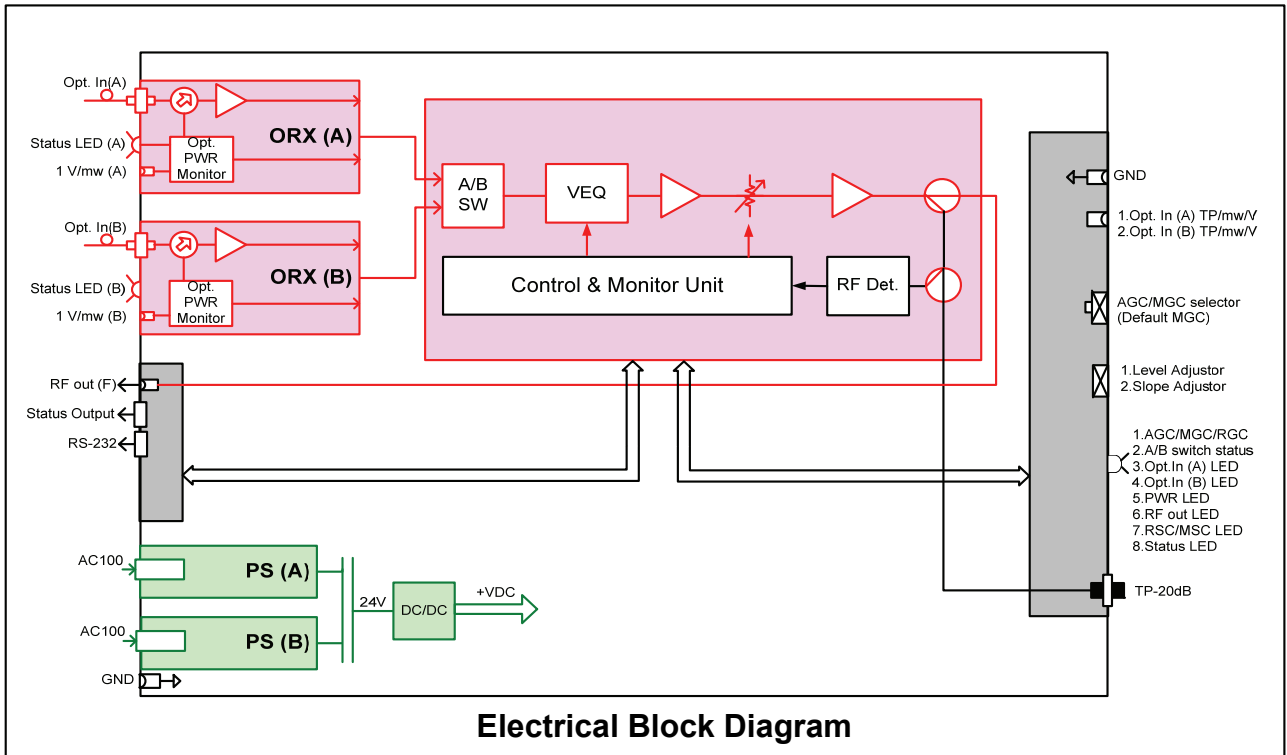 Opt. In(A)
Status LED (A)
1 V/mw (A)
Opt.
PWR
Monitor
ORX (A)
Opt. In(B)
Status LED (B)
1 V/mw (B)
Opt.
PWR
Monitor
ORX (B)
A/B
SW
VEQ
Control & Monitor Unit
RF Det.
GND
1.Opt. In (A) TP/mw/V
2.Opt. In (B) TP/mw/V
AGC/MGC selector
(Default MGC)
1.Level Adjustor
2.Slope Adjustor
1.AGC/MGC/RGC
2.A/B switch status
3.Opt.In (A) LED
4.Opt.In (B) LED
5.PWR LED
6.RF out LED
7.RSC/MSC LED
8.Status LED
TP-20dB
RF out (F)
Status Output
RS-232
AC100
PS (A)
AC100
PS (B)
24V
DC/DC
+VDC
GND
Electrical Block Diagram